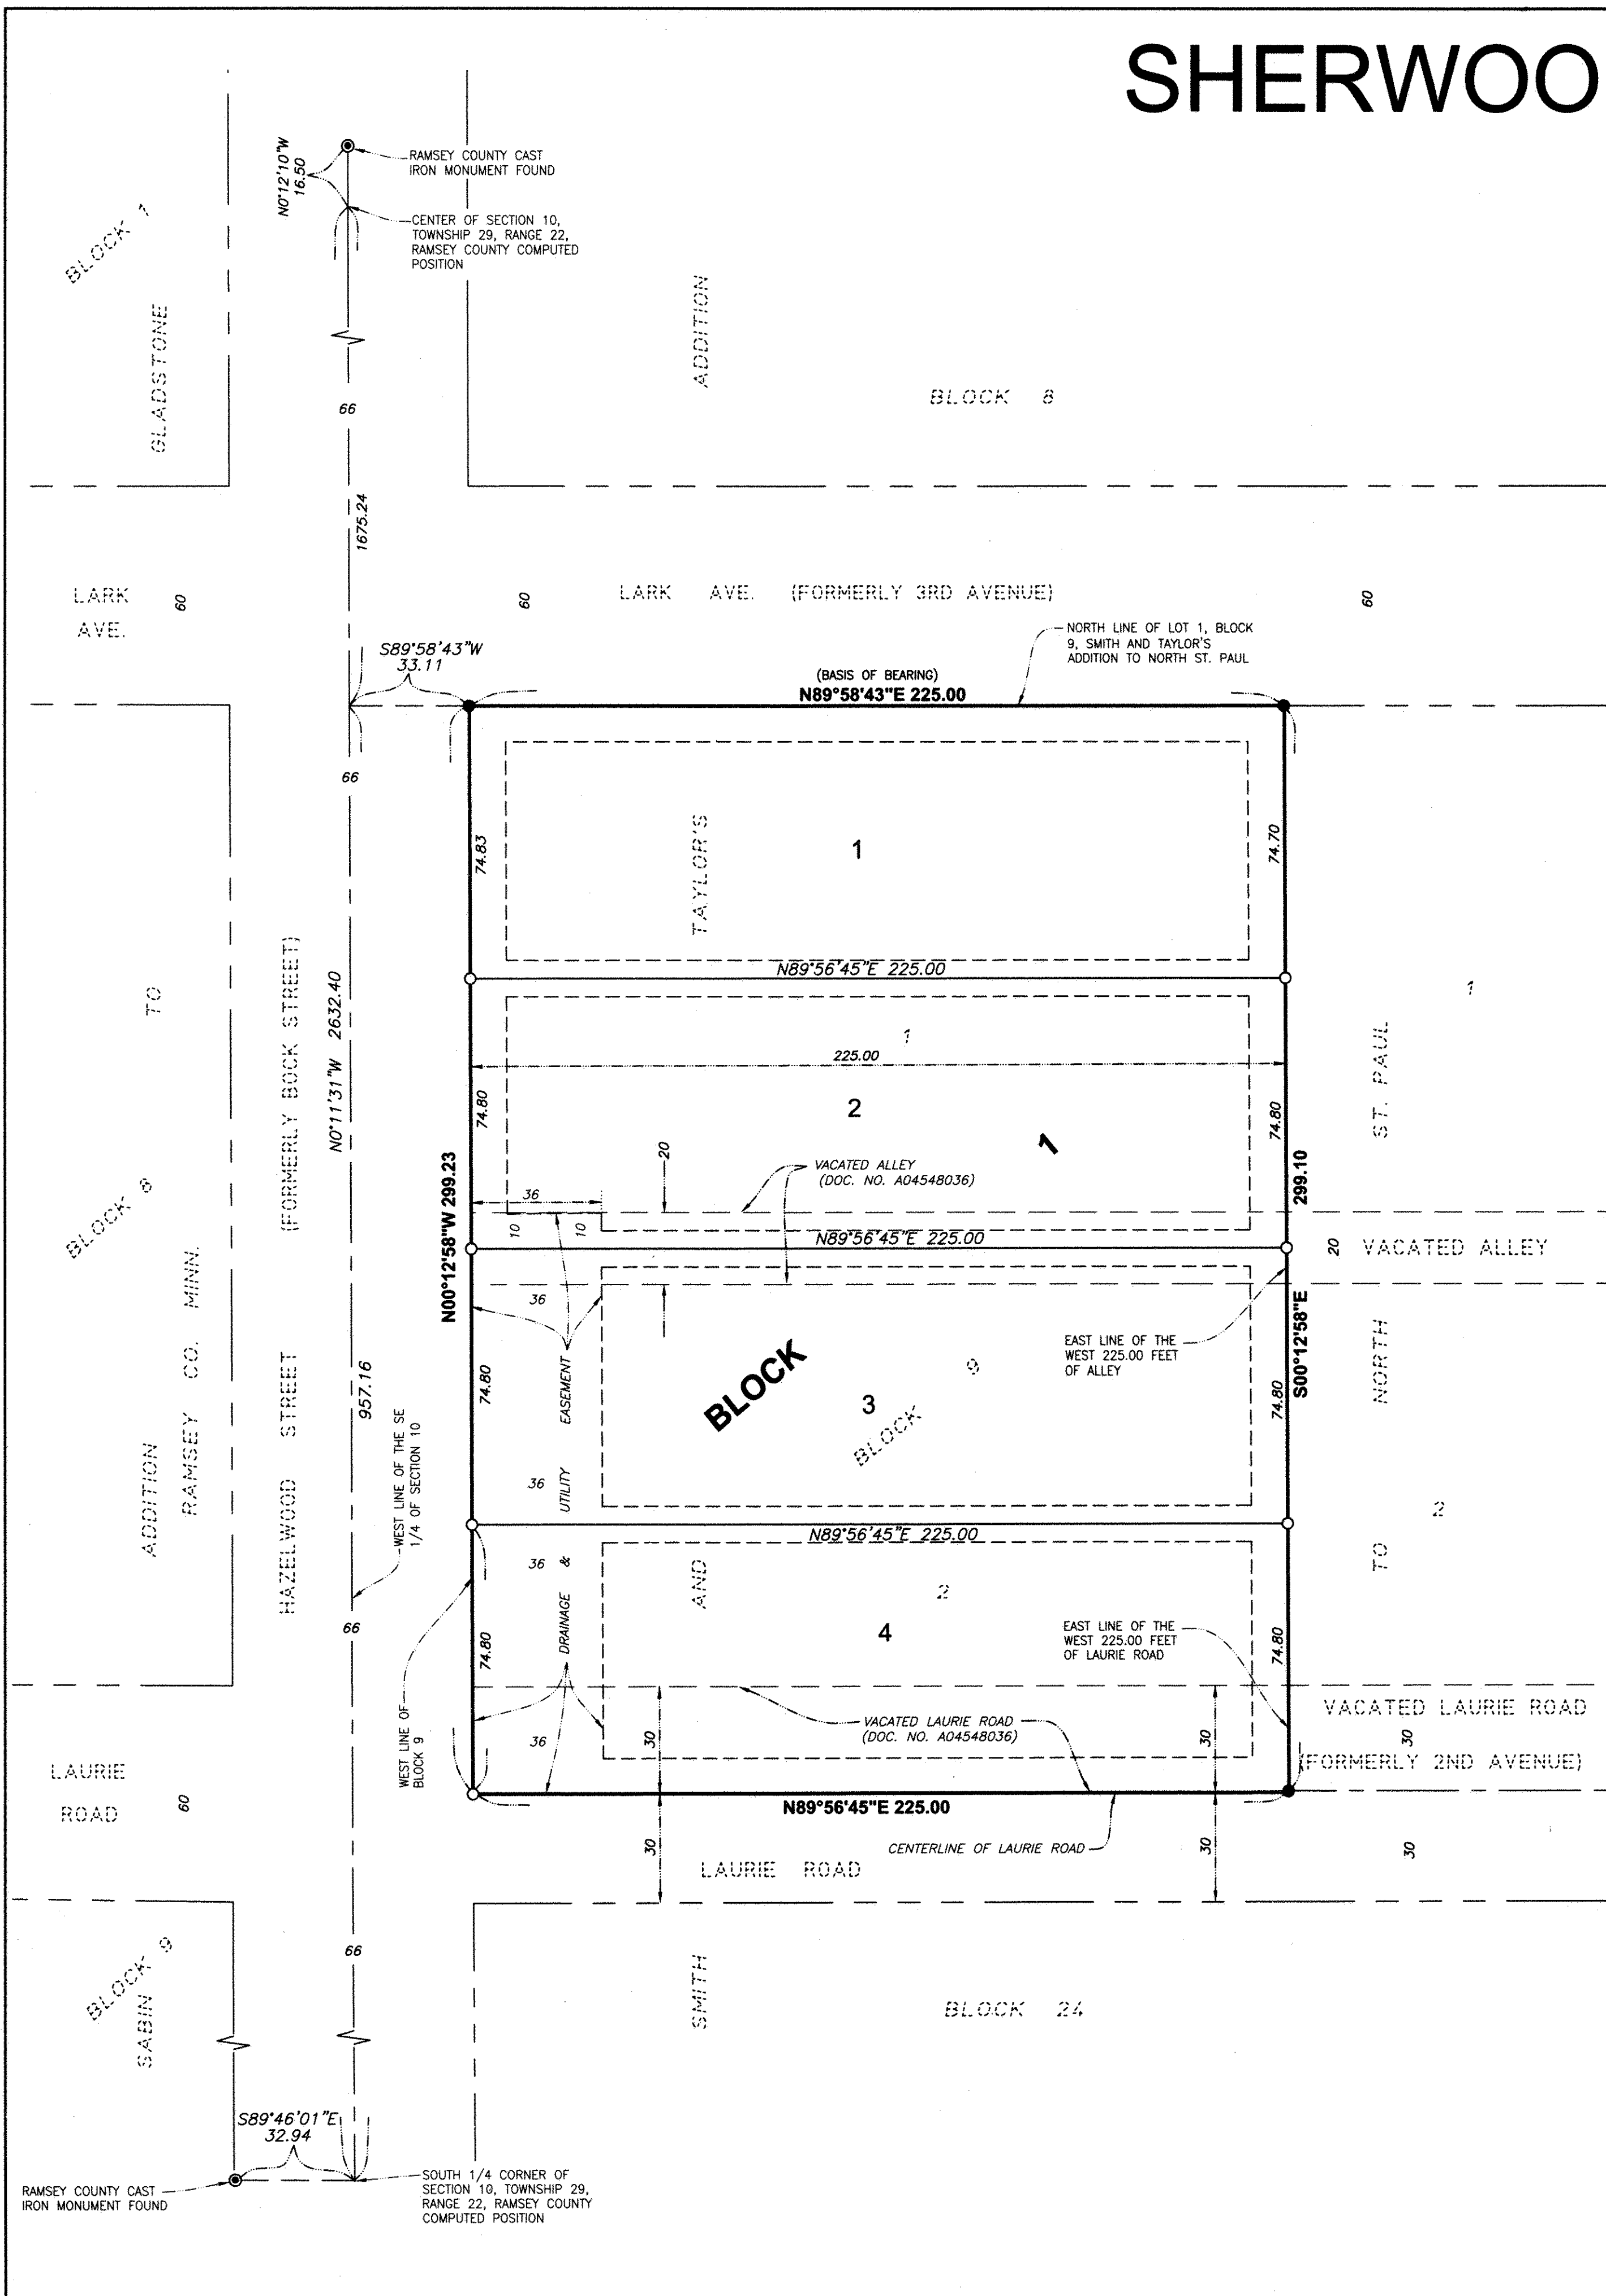 SHERWOO
N0°12'10"W
16.50
RAMSEY COUNTY CAST
IRON MONUMENT FOUND
CENTER OF SECTION 10,
TOWNSHIP 29, RANGE 22,
RAMSEY COUNTY COMPUTED
POSITION
BLOCK 1
GLADSTONE
ADDITION
BLOCK 8
66
1675.24
LARK
AVE.
60
60
LARK AVE. (FORMERLY 3RD AVENUE)
60
NORTH LINE OF LOT 1, BLOCK
9, SMITH AND TAYLOR'S
ADDITION TO NORTH ST. PAUL
S89°58'43"W
33.11
(BASIS OF BEARING)
N89°58'43"E 225.00
66
74.83
TAYLOR'S
1
74.70
N89°56'45"E 225.00
TO
HAZELWOOD STREET (FORMERLY BOCK STREET)
N0°11'31"W 2632.40
1
225.00
2
1
74.80
74.80
20
VACATED ALLEY
(DOC. NO. A04548036)
36
10
10
N89°56'45"E 225.00
N00°12'58"W 299.23
299.10
S00°12'58"E
ST. PAUL
1
20
VACATED ALLEY
BLOCK 8
RAMSEY CO. MNN.
ADDITION
957.16
WEST LINE OF THE SE
1/4 OF SECTION 10
36
EAST LINE OF THE
WEST 225.00 FEET
OF ALLEY
BLOCK
9
3
BLOCK
74.80
74.80
DRAINAGE & UTILITY EASEMENT
36
N89°56'45"E 225.00
NORTH
TO
2
36
AND
2
4
74.80
74.80
EAST LINE OF THE
WEST 225.00 FEET
OF LAURIE ROAD
66
WEST LINE OF
BLOCK 9
36
30
VACATED LAURIE ROAD
(DOC. NO. A04548036)
30
VACATED LAURIE ROAD
30
(FORMERLY 2ND AVENUE)
LAURIE
ROAD
60
N89°56'45"E 225.00
30
CENTERLINE OF LAURIE ROAD
30
30
LAURIE ROAD
66
BLOCK 9
SABIN
SMITH
BLOCK 24
S89°46'01"E
32.94
RAMSEY COUNTY CAST
IRON MONUMENT FOUND
SOUTH 1/4 CORNER OF
SECTION 10, TOWNSHIP 29,
RANGE 22, RAMSEY COUNTY
COMPUTED POSITION